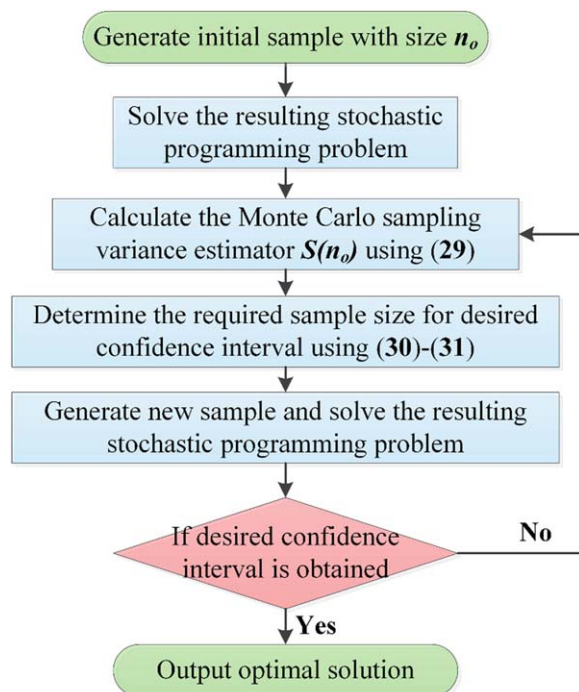 Generate initial sample with size n_o
Solve the resulting stochastic
programming problem
Calculate the Monte Carlo sampling
variance estimator S(n_o) using (29)
Determine the required sample size for desired
confidence interval using (30)-(31)
Generate new sample and solve the resulting
stochastic programming problem
If desired confidence
interval is obtained
No
Yes
Output optimal solution